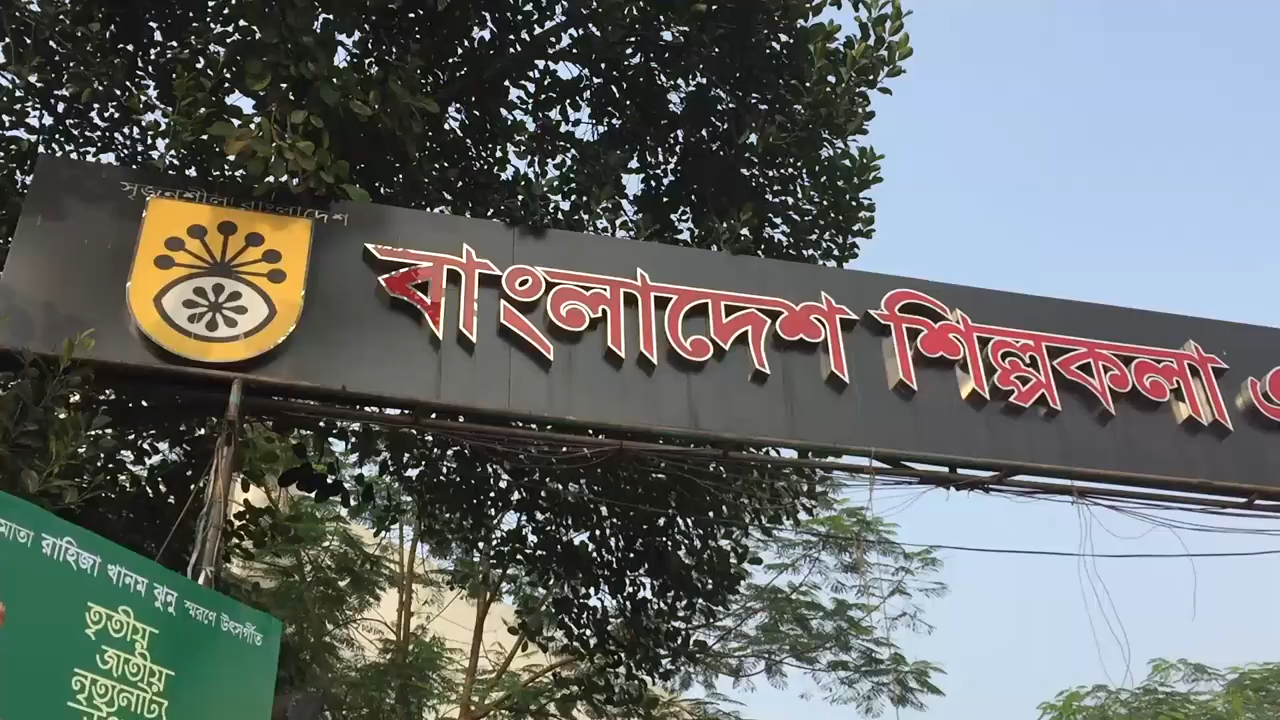 সৃজনশীল বাংলাদেশ
বাংলাদেশ শিল্পকলা
মাতা রাহিজা খানম ঝুনু স্মরণে উৎসর্গীত
তৃতীয়
জাতীয়
নৃত্যনাট্য